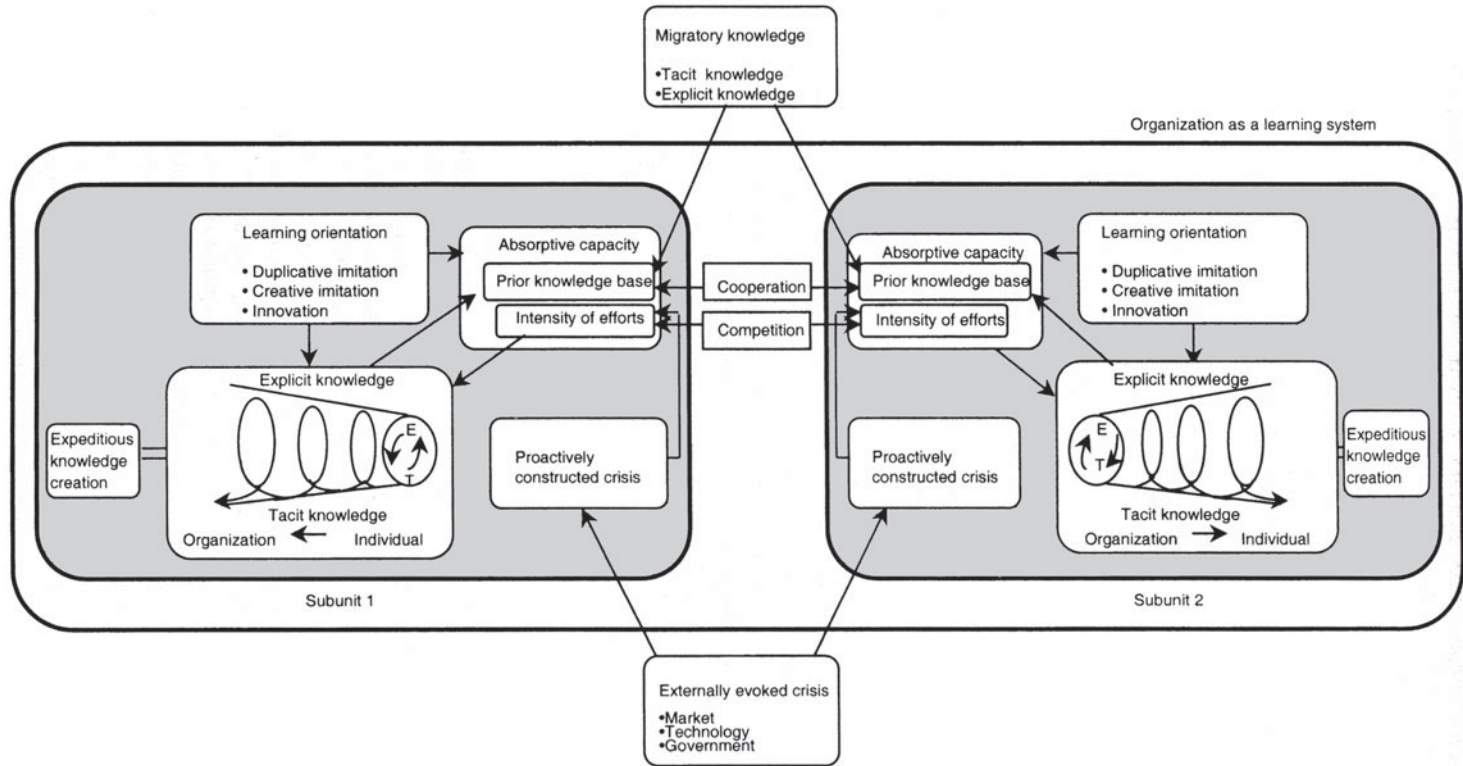 Migratory knowledge
•Tacit knowledge
•Explicit knowledge
Organization as a learning system
Learning orientation
• Duplicative imitation
• Creative imitation
• Innovation
Absorptive capacity
Prior knowledge base
Intensity of efforts
Cooperation
Competition
Absorptive capacity
Prior knowledge base
Intensity of efforts
Learning orientation
• Duplicative imitation
• Creative imitation
• Innovation
Expeditious
knowledge
creation
Explicit knowledge
E
T
Tacit knowledge
Organization Individual
Proactively
constructed crisis
Proactively
constructed crisis
Explicit knowledge
E
T
Tacit knowledge
Organization Individual
Expeditious
knowledge
creation
Subunit 1
Subunit 2
Externally evoked crisis
•Market
•Technology
•Government